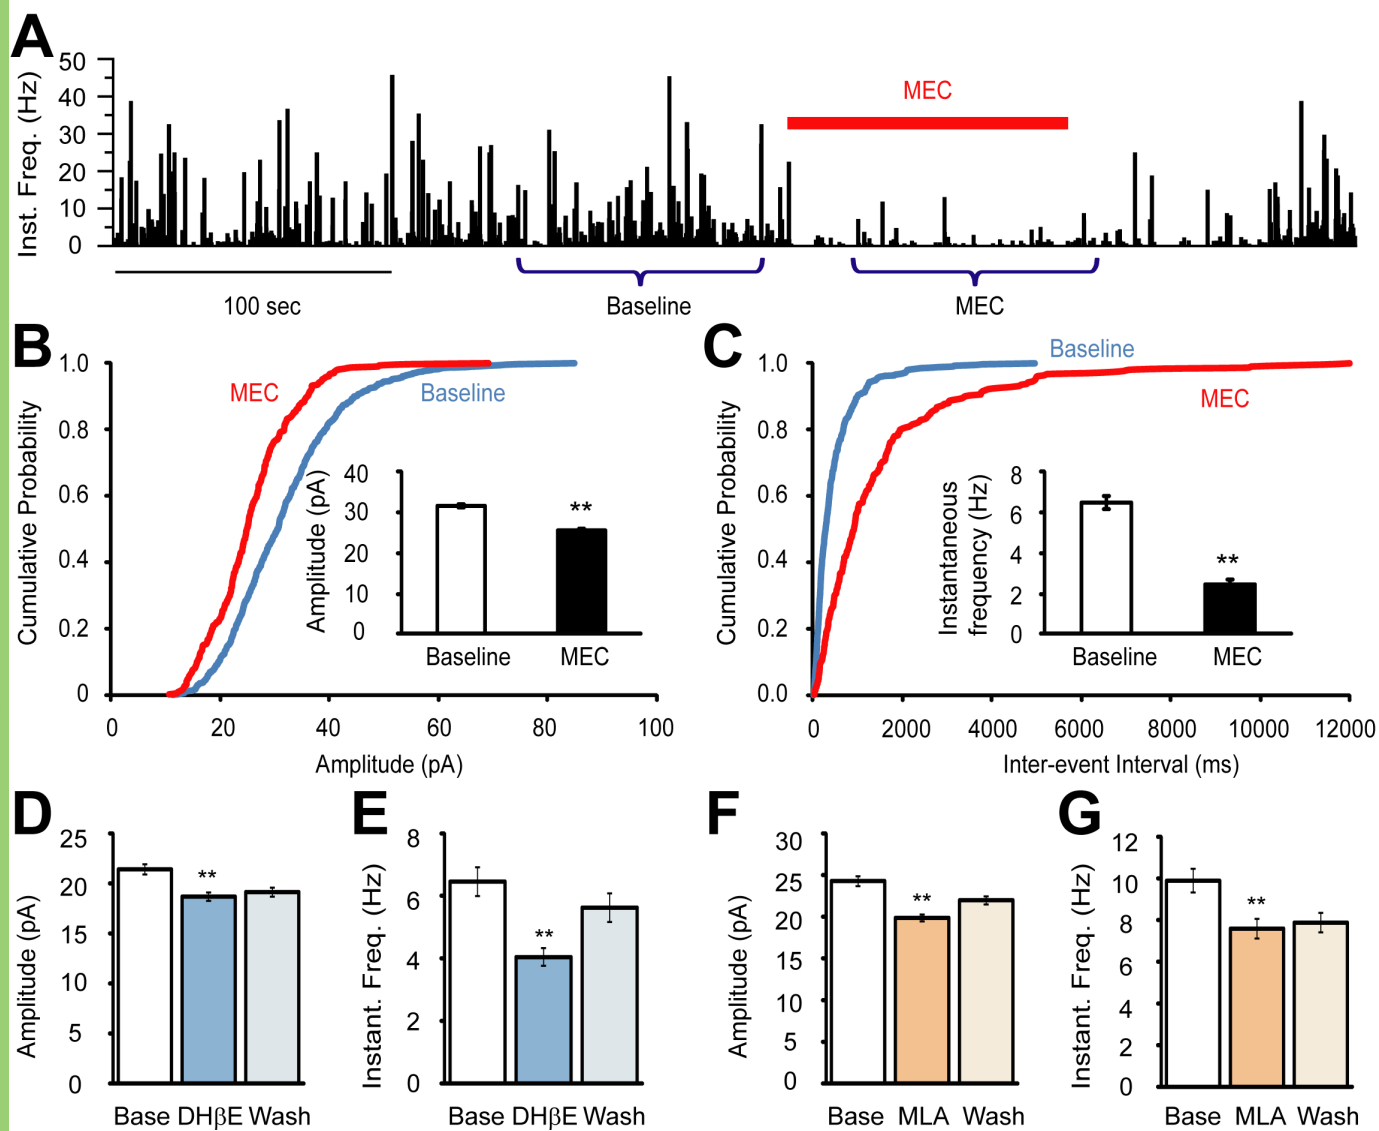 A
Inst. Freq. (Hz)
50
40
30
20
10
0
MEC
100 sec
Baseline
MEC
B
Cumulative Probability
1.0
0.8
0.6
0.4
0.2
0
MEC
Baseline
Amplitude (pA)
40
30
20
10
0
**
Baseline
MEC
0
20
40
60
80
100
Amplitude (pA)
C
Cumulative Probability
1.0
0.8
0.6
0.4
0.2
0.0
Baseline
MEC
Instantaneous
frequency (Hz)
8
6
4
2
0
**
Baseline
MEC
0
2000
4000
6000
8000
10000
12000
Inter-event Interval (ms)
D
Amplitude (pA)
25
20
15
10
5
0
**
Base DHβE Wash
E
Instant. Freq. (Hz)
8
6
4
2
0
**
Base DHβE Wash
F
Amplitude (pA)
30
25
20
15
10
5
0
**
Base MLA Wash
G
Instant. Freq. (Hz)
12
10
8
6
4
2
0
**
Base MLA Wash